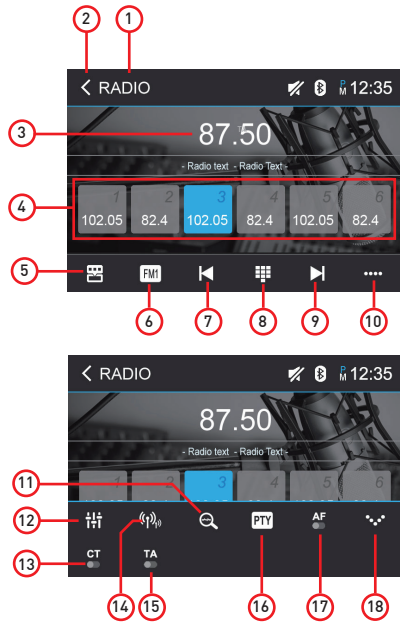 2 1
RADIO P M 12:35
3 87.50
- Radio text - Radio Text -
4 1 2 3 4 5 6
102.05 82.4 102.05 82.4 102.05 82.4
5 FM1
6 7 8 9 10
RADIO P M 12:35
87.50
- Radio text - Radio Text -
1 2 3 4 5 6
11
12 PTY AF
13 CT TA
14 15 16 17 18